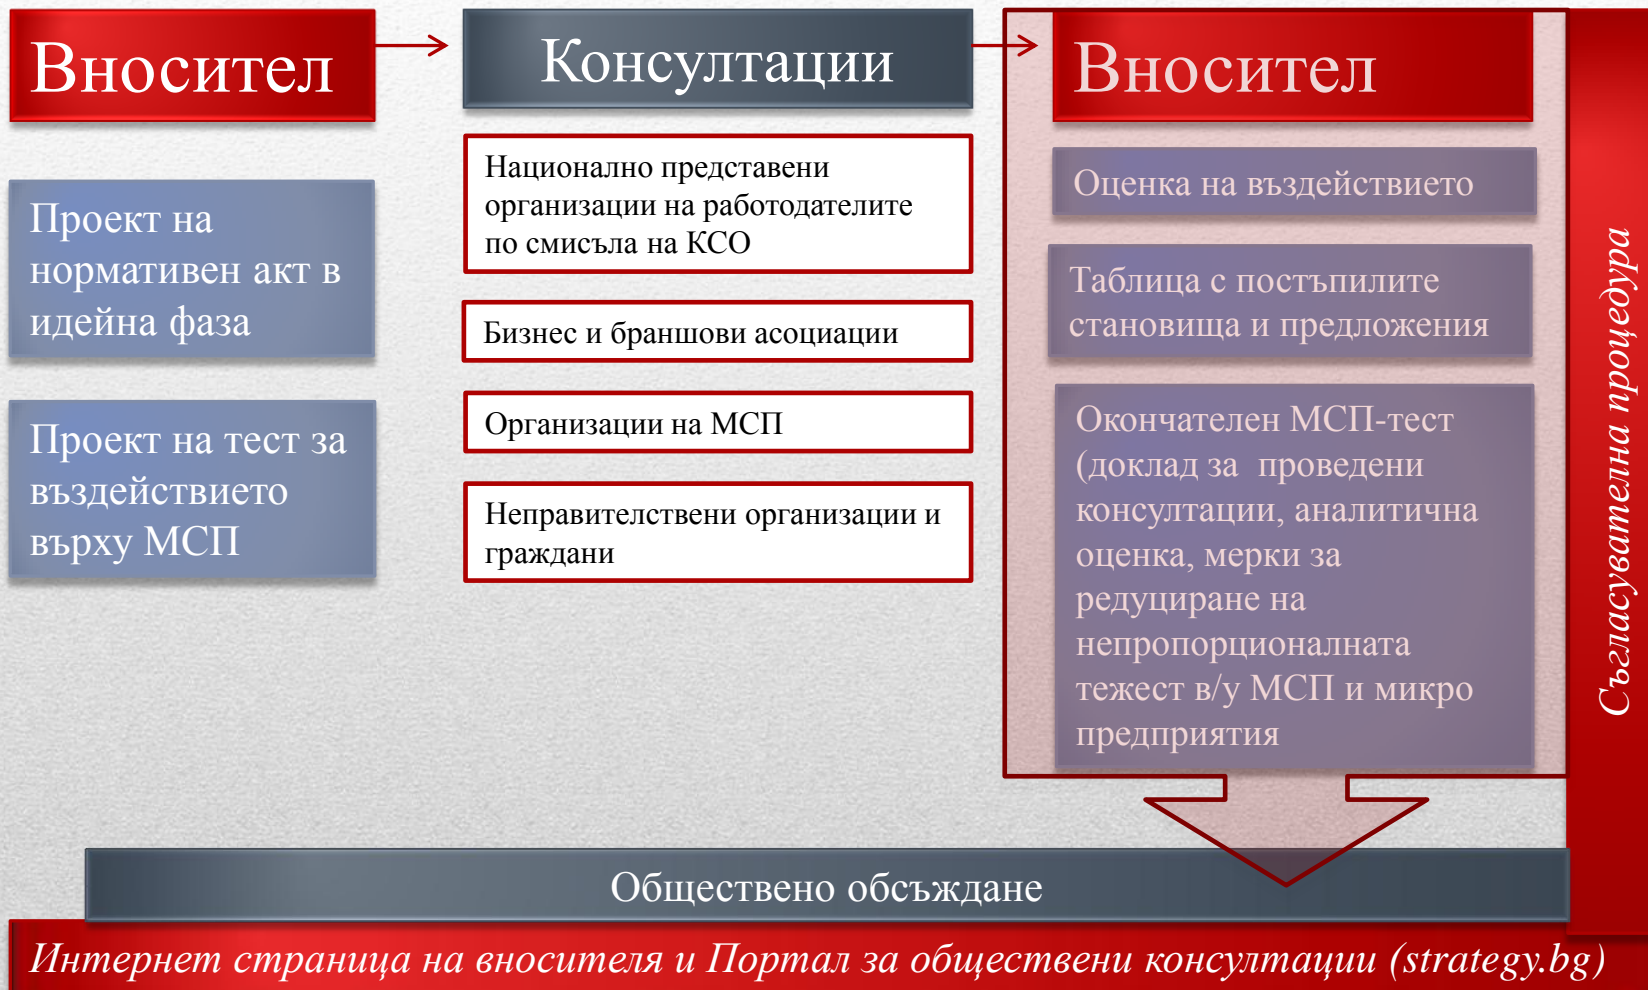 Вносител
Проект на
нормативен акт в
идейна фаза
Проект на тест за
въздействието
върху МСП
Консултации
Национално представени
организации на работодателите
по смисъла на КСО
Бизнес и браншови асоциации
Организации на МСП
Неправителствени организации и
граждани
Вносител
Оценка на въздействието
Таблица с постъпилите
становища и предложения
Окончателен МСП-тест
(доклад за проведени
консултации, аналитична
оценка, мерки за
редуциране на
непропорционалната
тежест в/у МСП и микро
предприятия
Съгласувателна процедура
Обществено обсъждане
Интернет страница на вносителя и Портал за обществени консултации (strategy.bg)